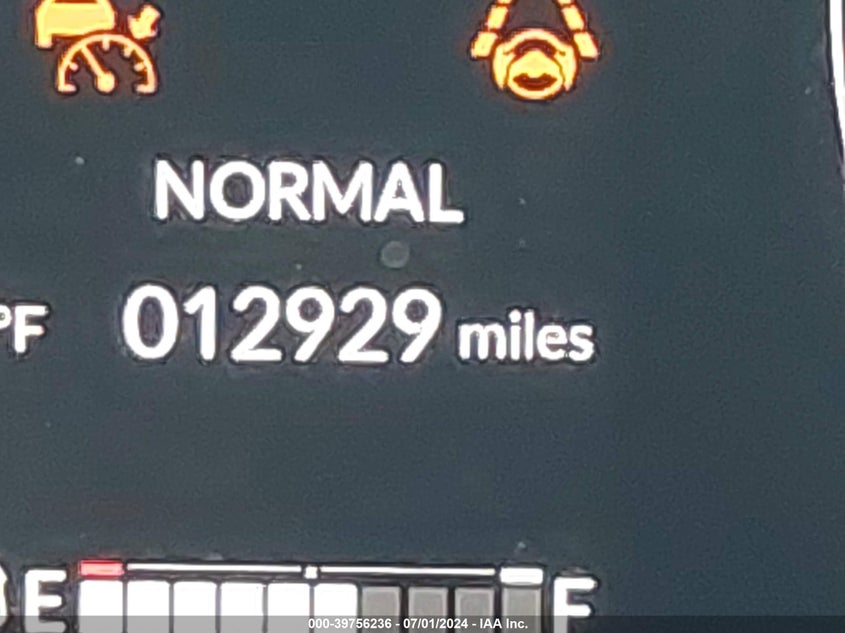 NORMAL
°F 012929 miles
E F
000-39756236 - 07/01/2024 - IAA Inc.